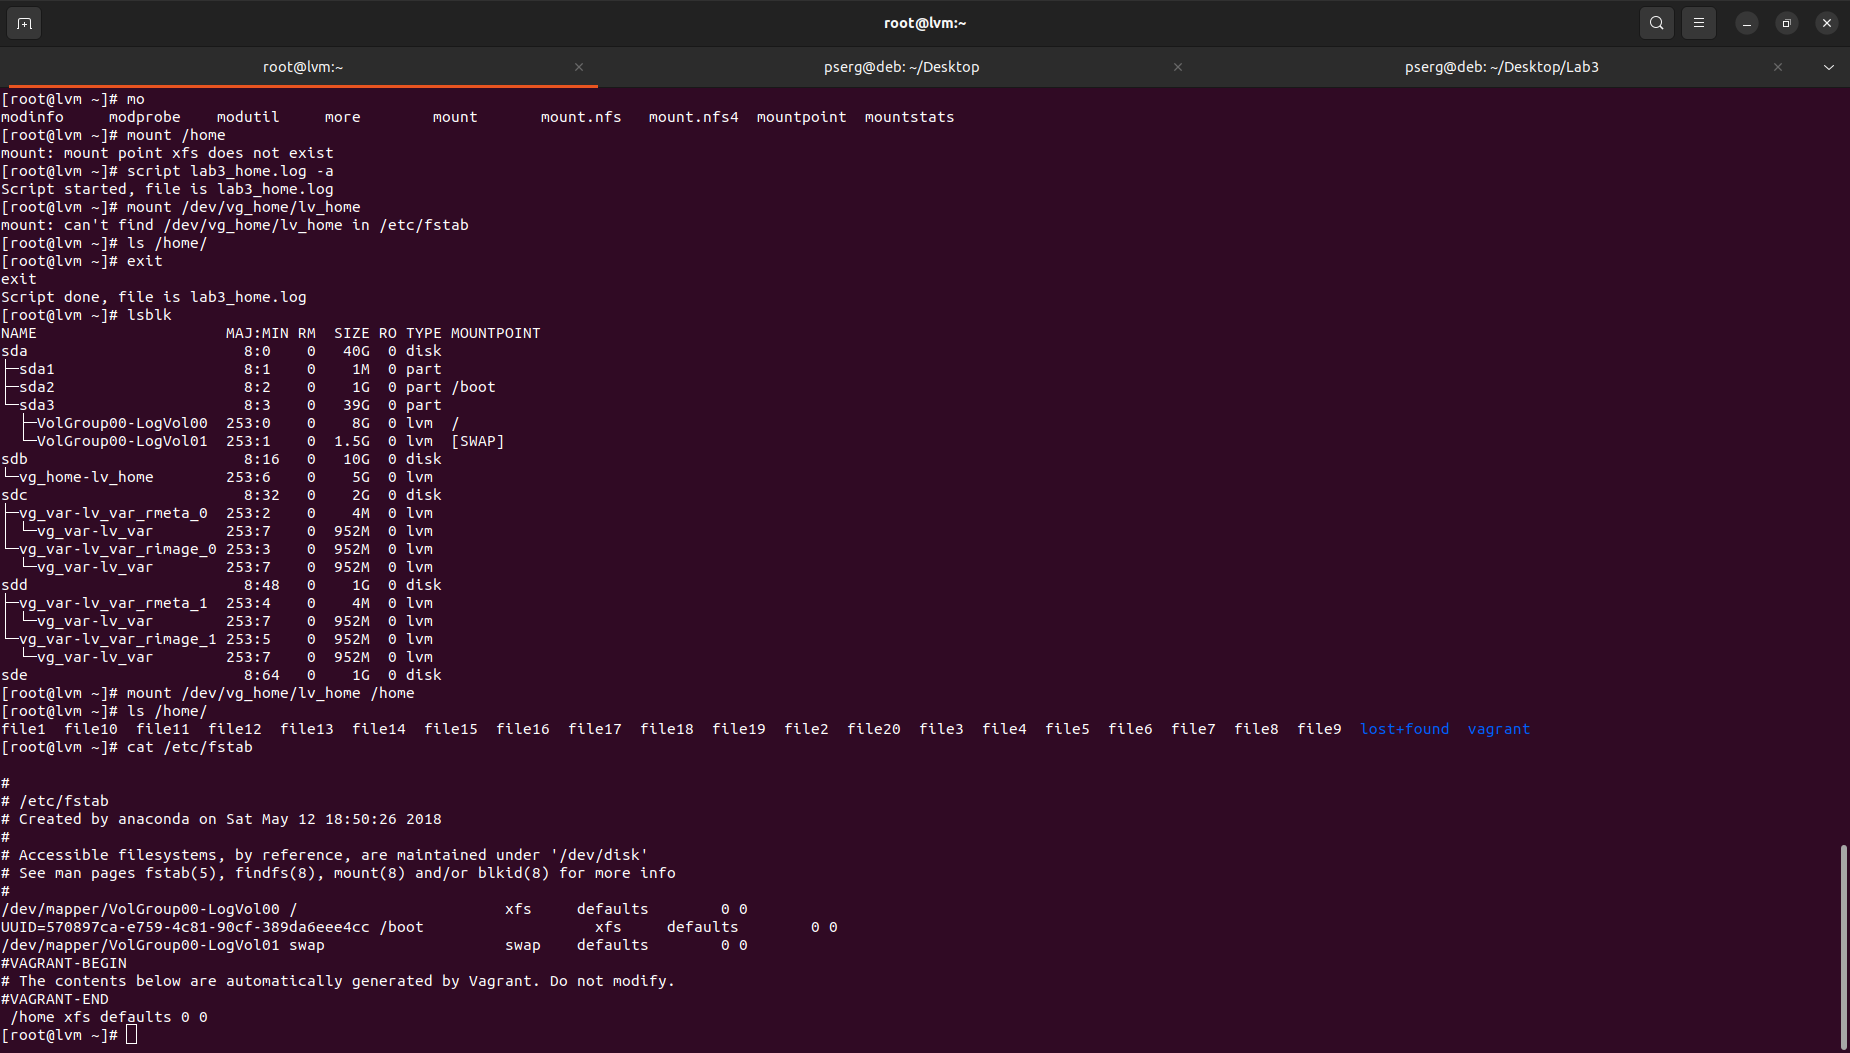 root@lvm:~
root@lvm:~ pserg@deb: ~/Desktop pserg@deb: ~/Desktop/Lab3
[root@lvm ~]# mo
modinfo     modprobe    modutil     more        mount       mount.nfs   mount.nfs4  mountpoint  mountstats
[root@lvm ~]# mount /home
mount: mount point xfs does not exist
[root@lvm ~]# script lab3_home.log -a
Script started, file is lab3_home.log
[root@lvm ~]# mount /dev/vg_home/lv_home
mount: can't find /dev/vg_home/lv_home in /etc/fstab
[root@lvm ~]# ls /home/
[root@lvm ~]# exit
exit
Script done, file is lab3_home.log
[root@lvm ~]# lsblk
NAME                     MAJ:MIN RM  SIZE RO TYPE MOUNTPOINT
sda                        8:0    0   40G  0 disk
├─sda1                     8:1    0    1M  0 part
├─sda2                     8:2    0    1G  0 part /boot
└─sda3                     8:3    0   39G  0 part
  ├─VolGroup00-LogVol00  253:0    0    8G  0 lvm  /
  └─VolGroup00-LogVol01  253:1    0  1.5G  0 lvm  [SWAP]
sdb                        8:16   0   10G  0 disk
└─vg_home-lv_home        253:6    0    5G  0 lvm
sdc                        8:32   0    2G  0 disk
├─vg_var-lv_var_rmeta_0  253:2    0    4M  0 lvm
│ └─vg_var-lv_var        253:7    0  952M  0 lvm
└─vg_var-lv_var_rimage_0 253:3    0  952M  0 lvm
  └─vg_var-lv_var        253:7    0  952M  0 lvm
sdd                        8:48   0    1G  0 disk
├─vg_var-lv_var_rmeta_1  253:4    0    4M  0 lvm
│ └─vg_var-lv_var        253:7    0  952M  0 lvm
└─vg_var-lv_var_rimage_1 253:5    0  952M  0 lvm
  └─vg_var-lv_var        253:7    0  952M  0 lvm
sde                        8:64   0    1G  0 disk
[root@lvm ~]# mount /dev/vg_home/lv_home /home
[root@lvm ~]# ls /home/
file1  file10  file11  file12  file13  file14  file15  file16  file17  file18  file19  file2  file20  file3  file4  file5  file6  file7  file8  file9  lost+found  vagrant
[root@lvm ~]# cat /etc/fstab
#
# /etc/fstab
# Created by anaconda on Sat May 12 18:50:26 2018
#
# Accessible filesystems, by reference, are maintained under '/dev/disk'
# See man pages fstab(5), findfs(8), mount(8) and/or blkid(8) for more info
#
/dev/mapper/VolGroup00-LogVol00 /                       xfs     defaults        0 0
UUID=570897ca-e759-4c81-90cf-389da6eee4cc /boot                   xfs     defaults        0 0
/dev/mapper/VolGroup00-LogVol01 swap                    swap    defaults        0 0
#VAGRANT-BEGIN
# The contents below are automatically generated by Vagrant. Do not modify.
#VAGRANT-END
 /home xfs defaults 0 0
[root@lvm ~]#